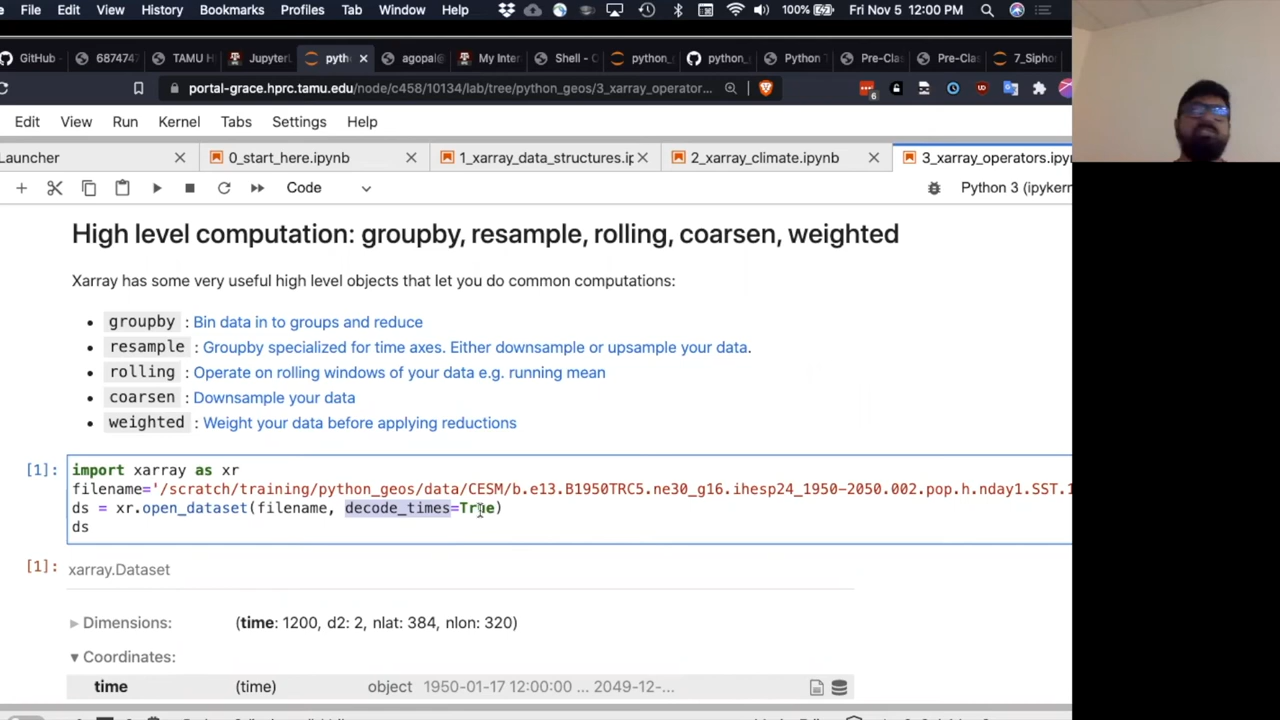 File Edit View History Bookmarks Profiles Tab Window Help 100% Fri Nov 5 12:00 PM
GitHub 687474 TAMU H Jupyter pyth agopal@ My Inter Shell - python_ python_ Python 7 Pre-Cla Pre-Cla 7_Sipho
portal-grace.hprc.tamu.edu/node/c458/10134/lab/tree/python_geos/3_xarray_operator... 6
Edit View Run Kernel Tabs Settings Help
Launcher 0_start_here.ipynb 1_xarray_data_structures.ip 2_xarray_climate.ipynb 3_xarray_operators.ipyn
Code Python 3 (ipykern
High level computation: groupby, resample, rolling, coarsen, weighted
Xarray has some very useful high level objects that let you do common computations:
groupby : Bin data in to groups and reduce
resample : Groupby specialized for time axes. Either downsample or upsample your data.
rolling : Operate on rolling windows of your data e.g. running mean
coarsen : Downsample your data
weighted : Weight your data before applying reductions
[1]: import xarray as xr
filename='/scratch/training/python_geos/data/CESM/b.e13.B1950TRC5.ne30_g16.ihesp24_1950-2050.002.pop.h.nday1.SST.1
ds = xr.open_dataset(filename, decode_times=True)
ds
[1]: xarray.Dataset
Dimensions: (time: 1200, d2: 2, nlat: 384, nlon: 320)
Coordinates:
time (time) object 1950-01-17 12:00:00 ... 2049-12-...